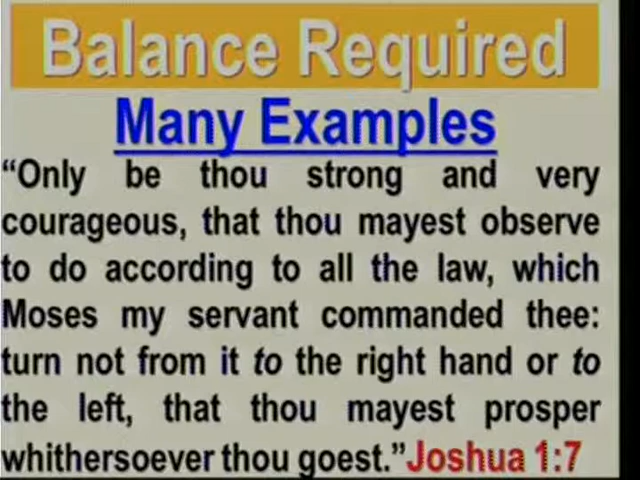 Balance Required
Many Examples
“Only be thou strong and very
courageous, that thou mayest observe
to do according to all the law, which
Moses my servant commanded thee:
turn not from it to the right hand or to
the left, that thou mayest prosper
whithersoever thou goest.”Joshua 1:7